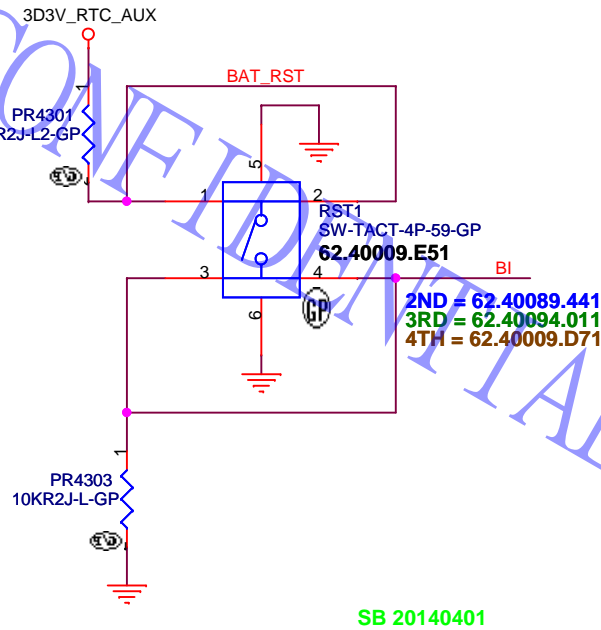 3D3V_RTC_AUX
BAT_RST
1
PR4301
R2J-L2-GP
5
1
2
RST1
SW-TACT-4P-59-GP
62.40009.E51
3
4
BI
GP
6
2ND = 62.40089.441
3RD = 62.40094.011
4TH = 62.40009.D71
1
PR4303
10KR2J-L-GP
SB 20140401
CONFIDENTIAL